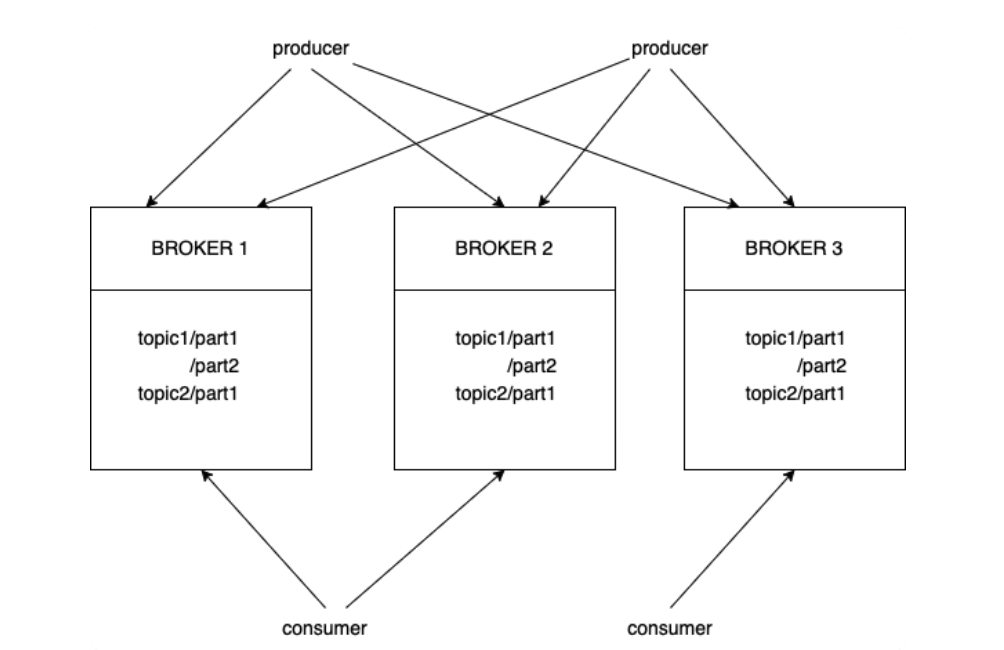 producer producer
BROKER 1 BROKER 2 BROKER 3
topic1/part1 topic1/part1 topic1/part1
/part2 /part2 /part2
topic2/part1 topic2/part1 topic2/part1
consumer consumer